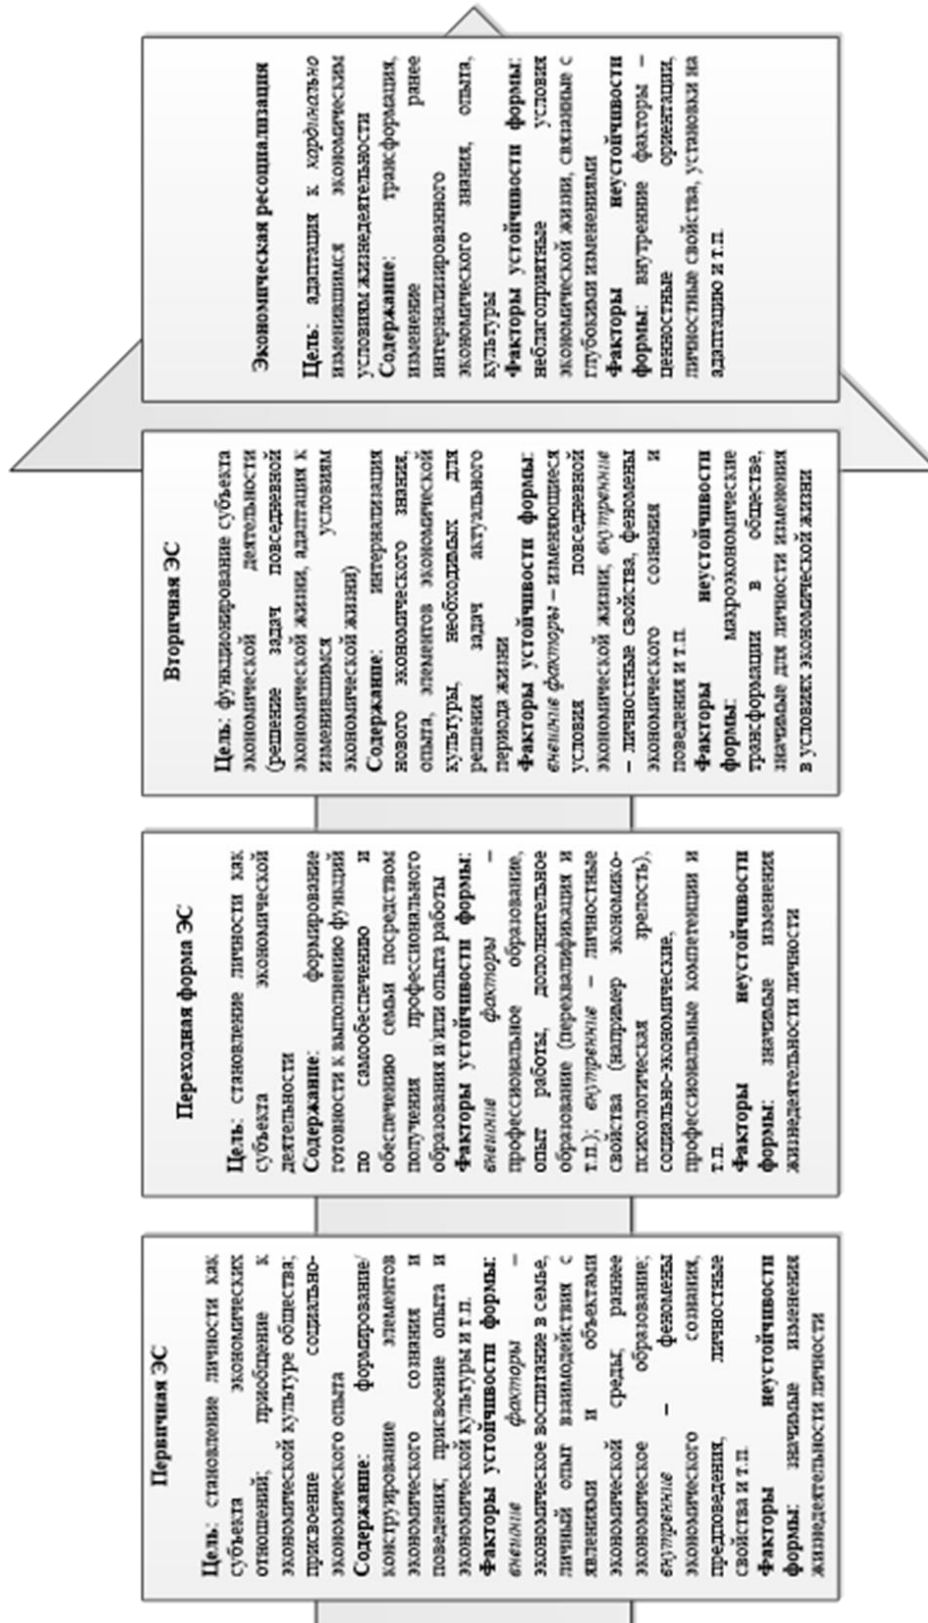 Первичная ЭС
Цель: становление личности как
субъекта экономических
отношений; приобщение к
экономической культуре общества;
присвоение социально-
экономического опыта
Содержание: формирование/
конструирование элементов
экономического сознания и
поведения; присвоение опыта и
экономической культуры и т.п.
Факторы устойчивости формы:
внешние факторы –
экономическое воспитание в семье,
личный опыт взаимодействия с
явлениями и объектами
экономической среды; раннее
экономическое образование;
внутренние – феномены
экономического сознания,
предповедения, личностные
свойства и т.п.
Факторы неустойчивости
формы: значимые изменения
жизнедеятельности личности
Переходная форма ЭС
Цель: становление личности как
субъекта экономической
деятельности
Содержание: формирование
готовности к выполнению функций
по самообеспечению и
обеспечению семьи посредством
получения профессионального
образования и/или опыта работы
Факторы устойчивости формы:
внешние факторы –
профессиональное образование,
опыт работы, дополнительное
образование (переквалификация и
т.п.); внутренние – личностные
свойства (например экономико-
психологическая зрелость),
социально-экономические,
профессиональные компетенции и
т.п.
Факторы неустойчивости
формы: значимые изменения
жизнедеятельности личности
Вторичная ЭС
Цель: функционирование субъекта
экономической деятельности
(решение задач повседневной
экономической жизни, адаптация к
изменившимся условиям
экономической жизни)
Содержание: интернализация
нового экономического знания,
опыта, элементов экономической
культуры, необходимых для
решения задач актуального
периода жизни
Факторы устойчивости формы:
внешние факторы – изменяющиеся
условия повседневной
экономической жизни; внутренние
– личностные свойства, феномены
экономического сознания и
поведения и т.п.
Факторы неустойчивости
формы: макроэкономические
трансформации в обществе,
значимые для личности изменения
в условиях экономической жизни
Экономическая ресоциализация
Цель: адаптация к кардинально
изменившимся экономическим
условиям жизнедеятельности
Содержание: трансформация,
изменение ранее
интернализированного
экономического знания, опыта,
культуры
Факторы устойчивости формы:
неблагоприятные условия
экономической жизни, связанные с
глубокими изменениями
Факторы неустойчивости
формы: внутренние факторы –
ценностные ориентации,
личностные свойства, установки на
адаптацию и т.п.